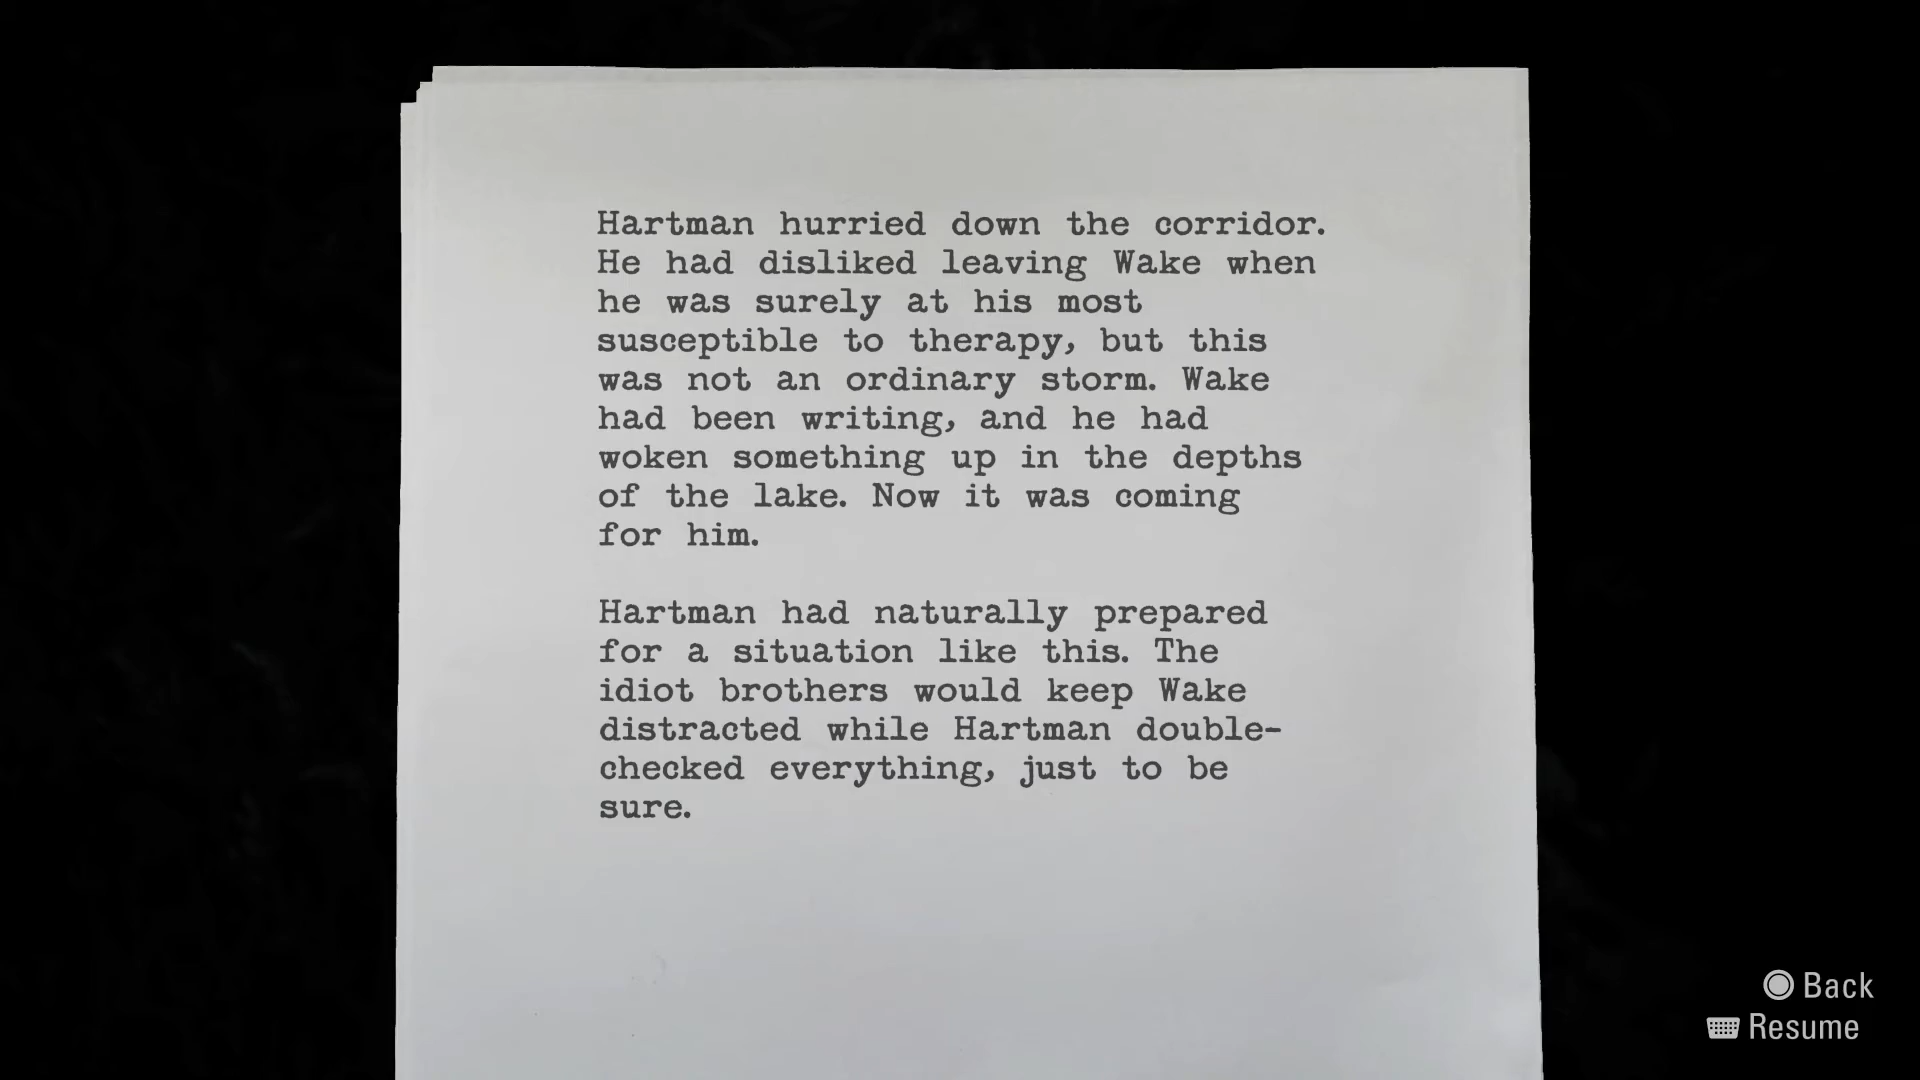 Hartman hurried down the corridor.
He had disliked leaving Wake when
he was surely at his most
susceptible to therapy, but this
was not an ordinary storm. Wake
had been writing, and he had
woken something up in the depths
of the lake. Now it was coming
for him.
Hartman had naturally prepared
for a situation like this. The
idiot brothers would keep Wake
distracted while Hartman double-
checked everything, just to be
sure.
Back
Resume